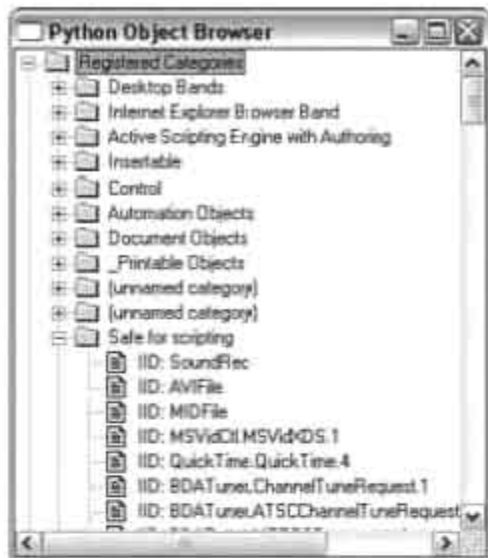 Python Object Browser
Registered Categories
Desktop Bands
Internet Explorer Browser Band
Active Scripting Engine with Authoring
Insertable
Control
Automation Objects
Document Objects
_Printable Objects
(unnamed category)
(unnamed category)
Safe for scripting
IID: SoundRec
IID: AVIFile
IID: MIDFile
IID: MSVidCtl.MSVidXDS.1
IID: QuickTime.QuickTime.4
IID: BDATuner.ChannelTuneRequest.1
IID: BDATuner.ATSCChannelTuneRequest